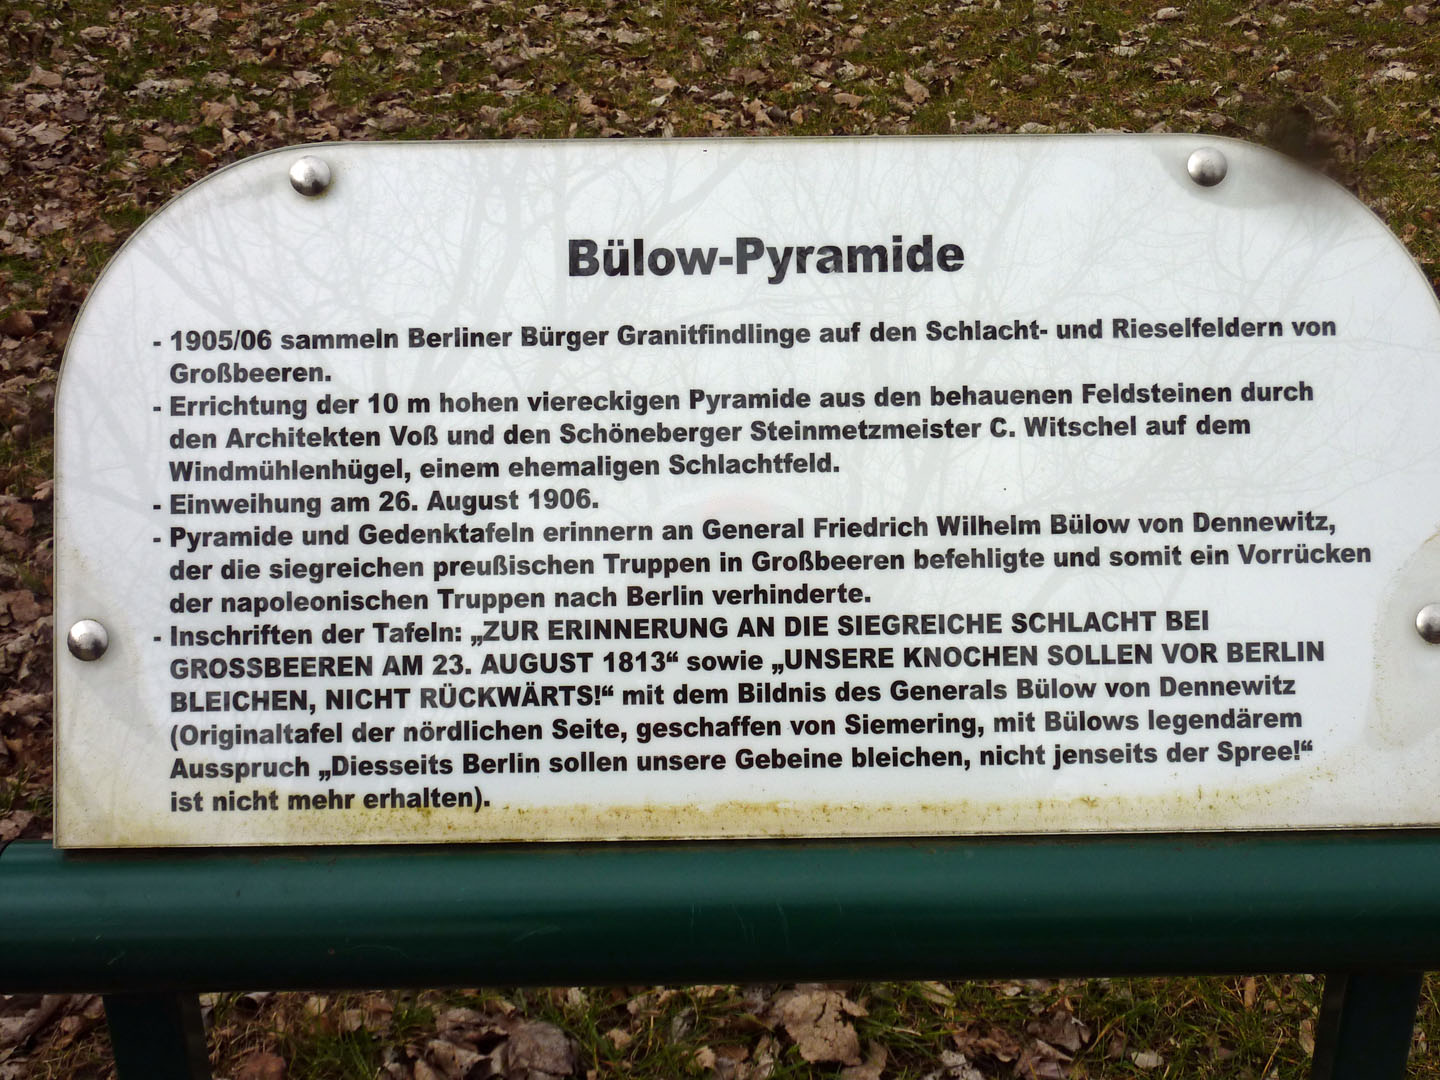 Bülow-Pyramide
- 1905/06 sammeln Berliner Bürger Granitfindlinge auf den Schlacht- und Rieselfeldern von
Großbeeren.
- Errichtung der 10 m hohen viereckigen Pyramide aus den behauenen Feldsteinen durch
den Architekten Voß und den Schöneberger Steinmetzmeister C. Witschel auf dem
Windmühlenhügel, einem ehemaligen Schlachtfeld.
- Einweihung am 26. August 1906.
- Pyramide und Gedenktafeln erinnern an General Friedrich Wilhelm Bülow von Dennewitz,
der die siegreichen preußischen Truppen in Großbeeren befehligte und somit ein Vorrücken
der napoleonischen Truppen nach Berlin verhinderte.
- Inschriften der Tafeln: „ZUR ERINNERUNG AN DIE SIEGREICHE SCHLACHT BEI
GROSSBEEREN AM 23. AUGUST 1813“ sowie „UNSERE KNOCHEN SOLLEN VOR BERLIN
BLEICHEN, NICHT RÜCKWÄRTS!“ mit dem Bildnis des Generals Bülow von Dennewitz
(Originaltafel der nördlichen Seite, geschaffen von Siemering, mit Bülows legendärem
Ausspruch „Diesseits Berlin sollen unsere Gebeine bleichen, nicht jenseits der Spree!“
ist nicht mehr erhalten).